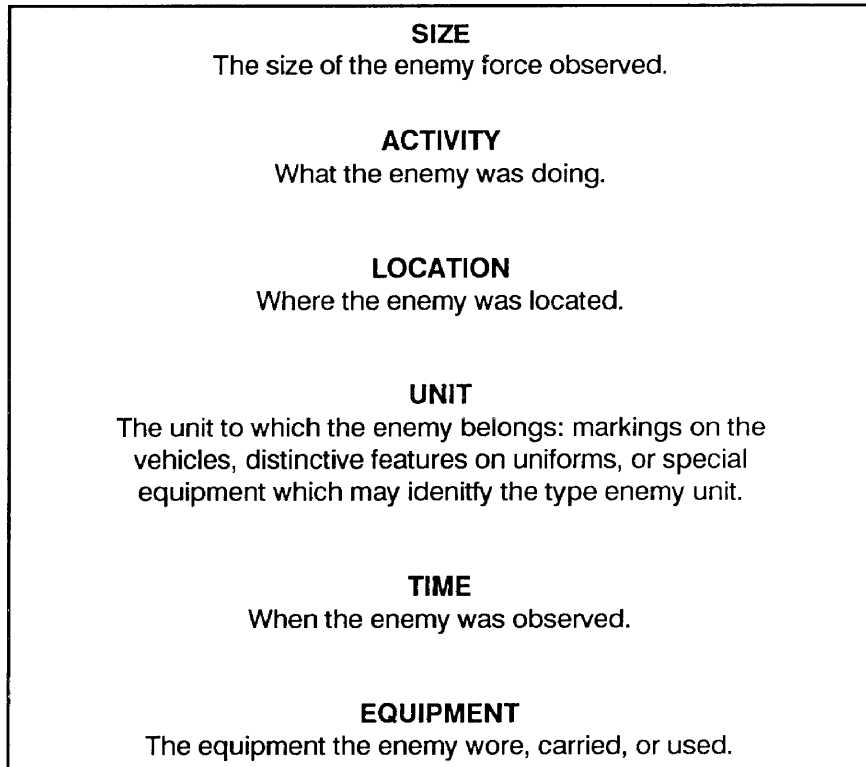 SIZE
The size of the enemy force observed.
ACTIVITY
What the enemy was doing.
LOCATION
Where the enemy was located.
UNIT
The unit to which the enemy belongs: markings on the
vehicles, distinctive features on uniforms, or special
equipment which may idenitfy the type enemy unit.
TIME
When the enemy was observed.
EQUIPMENT
The equipment the enemy wore, carried, or used.